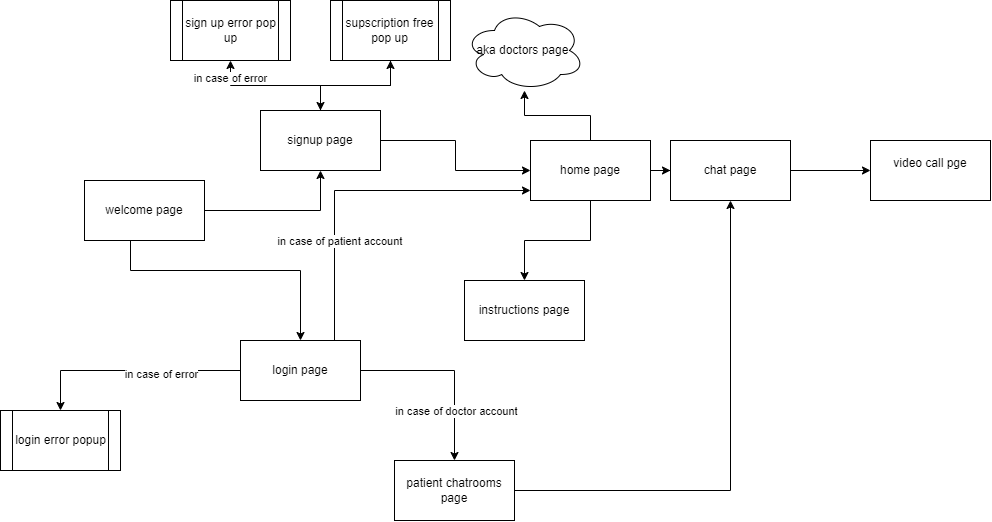 sign up error pop
up
supscription free
pop up
aka doctors page
in case of error
signup page
home page
chat page
video call pge
welcome page
in case of patient account
instructions page
login page
in case of error
in case of doctor account
login error popup
patient chatrooms
page